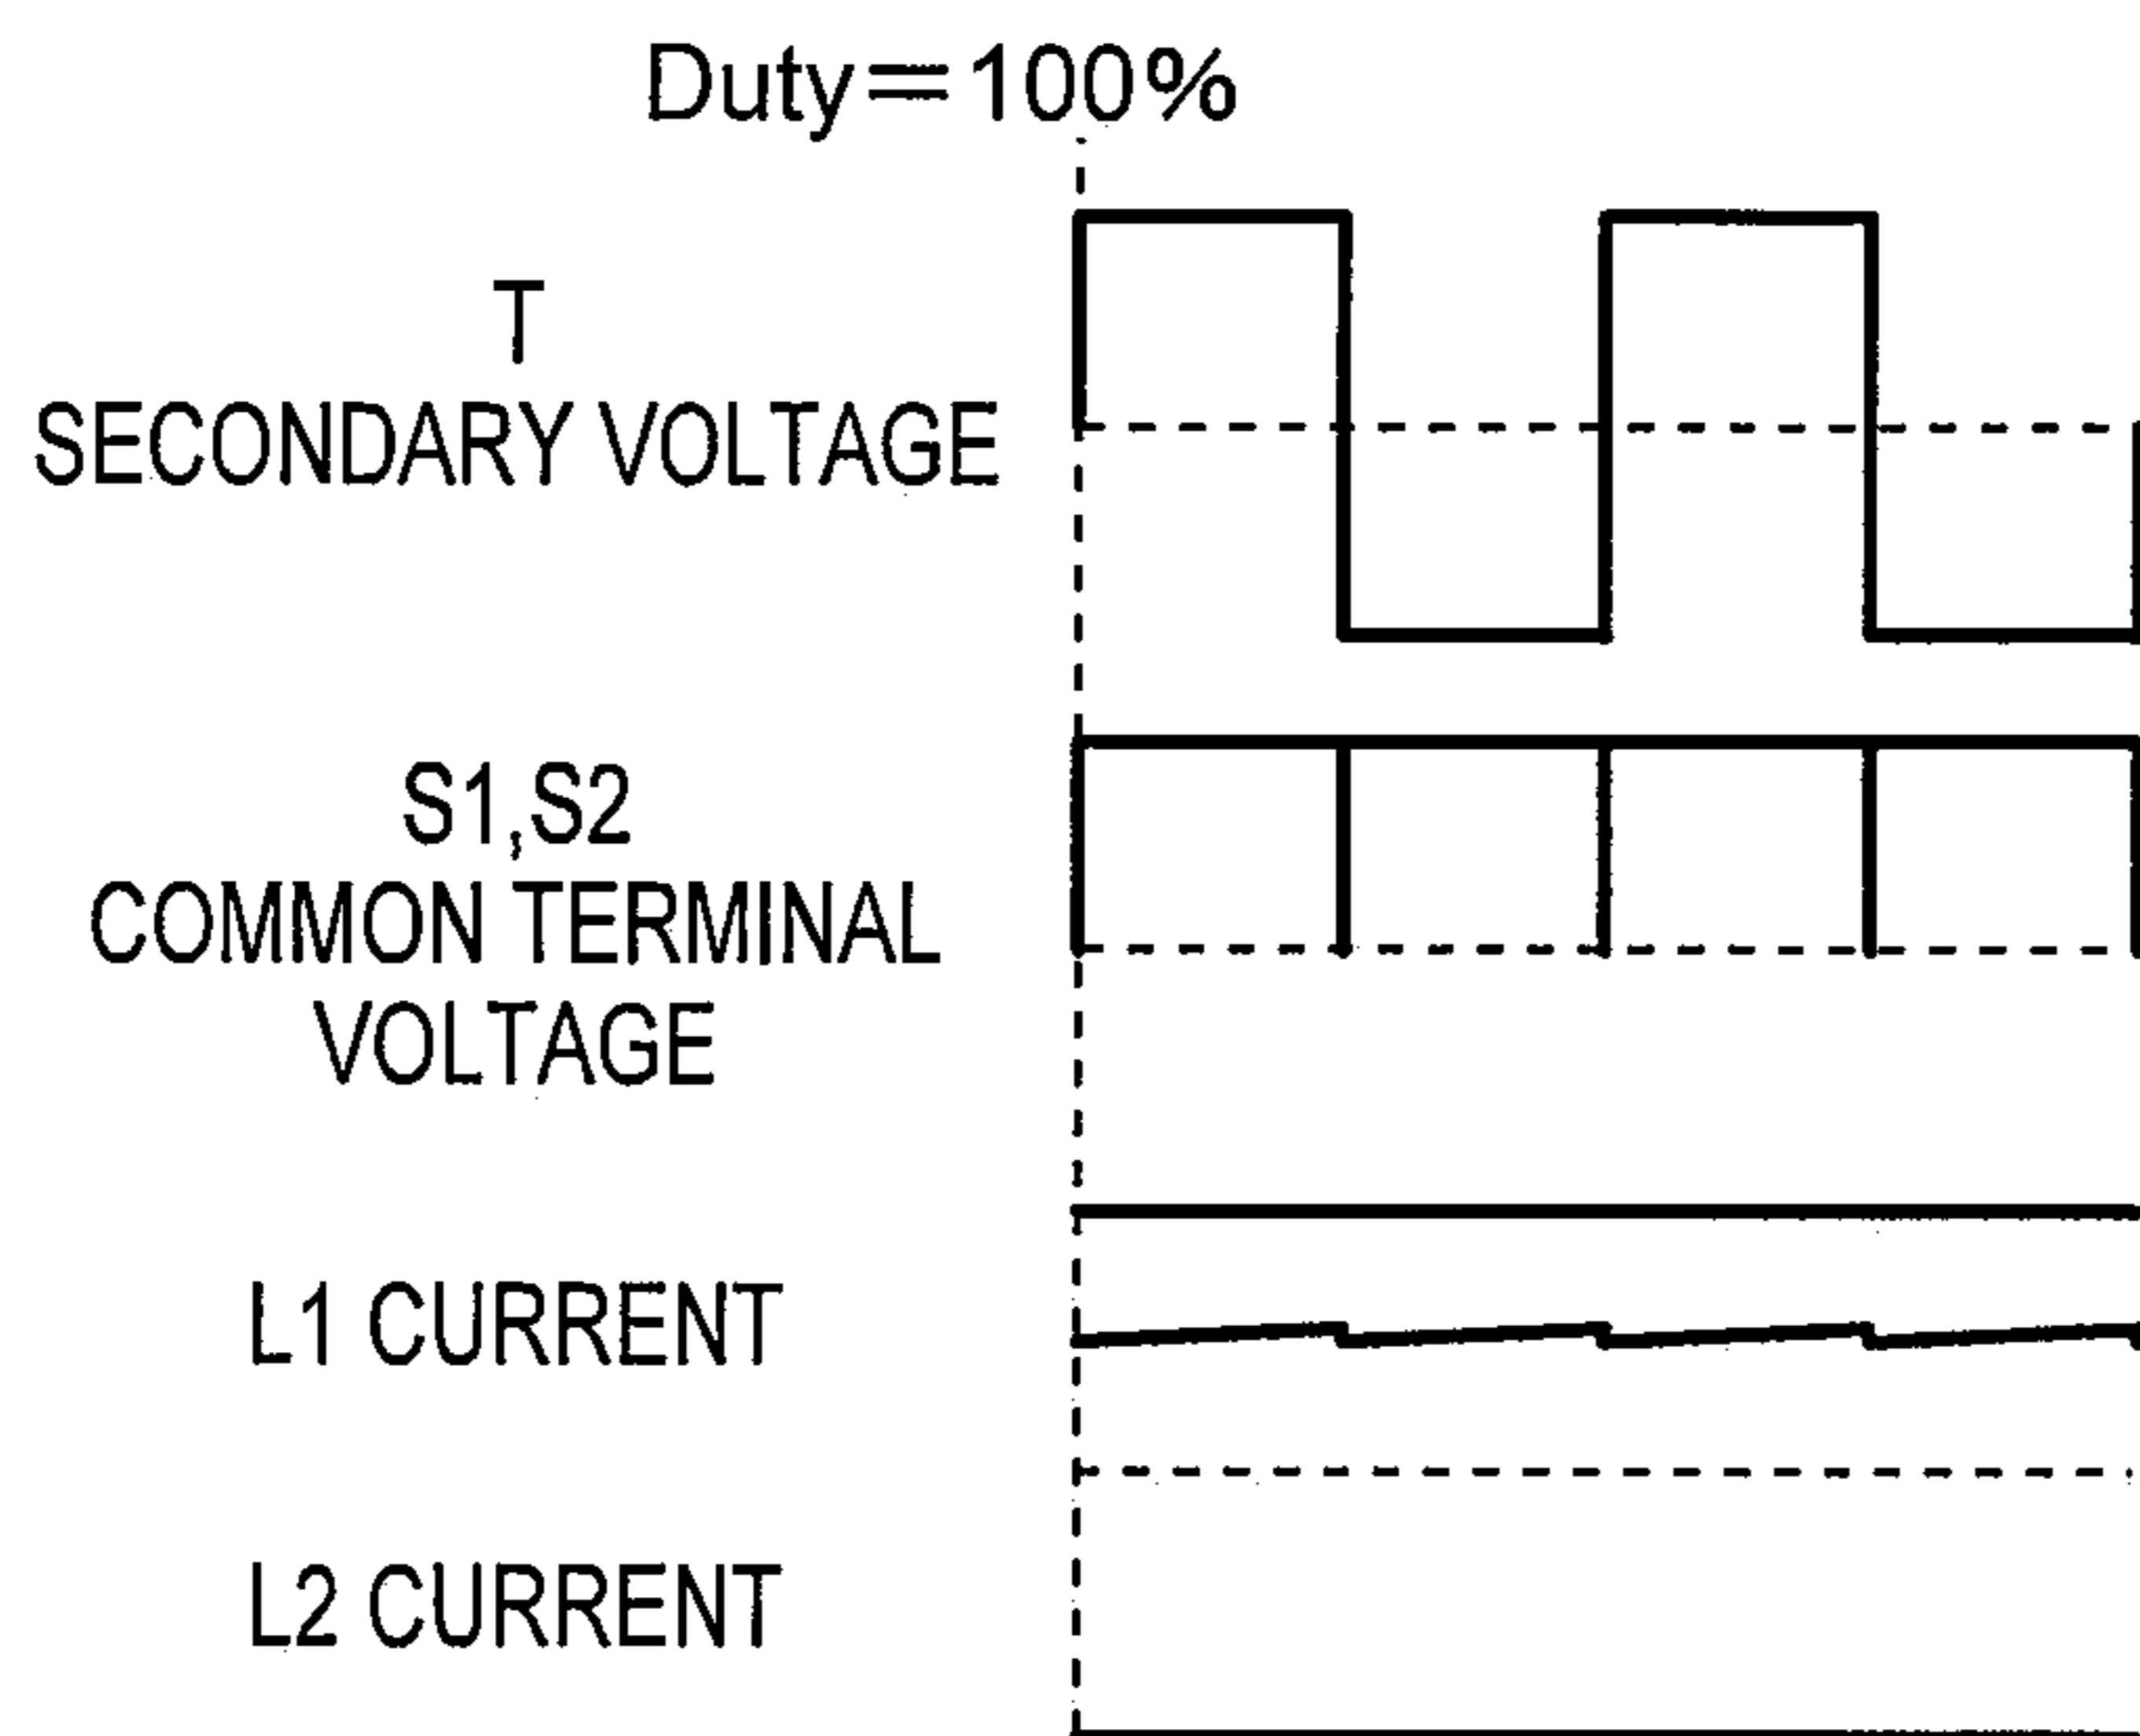 Duty=100%
T
SECONDARY VOLTAGE
S1,S2
COMMON TERMINAL
VOLTAGE
L1 CURRENT
L2 CURRENT